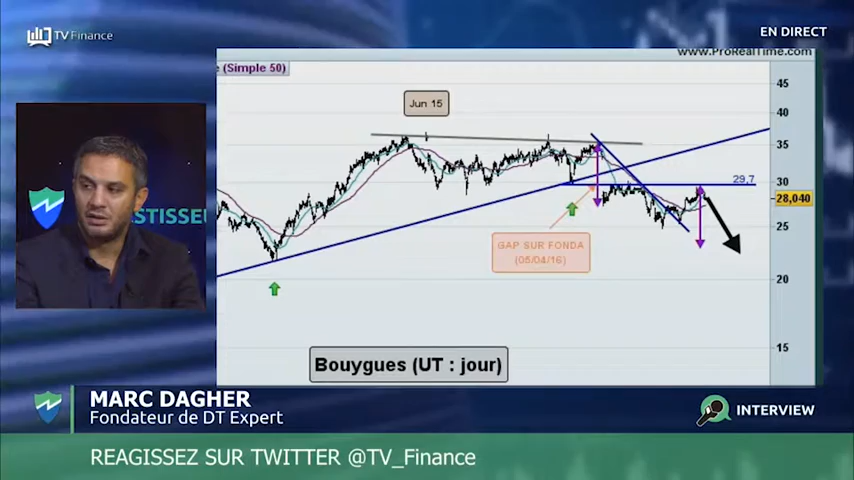 TV Finance
EN DIRECT
www.ProRealTime.com
e (Simple 50)
Jun 15
45
40
35
30
29,7
28,040
25
20
15
GAP SUR FONDA
(05/04/16)
Bouygues (UT : jour)
ESTISSEU
MARC DAGHER
Fondateur de DT Expert
INTERVIEW
REAGISSEZ SUR TWITTER @TV_Finance